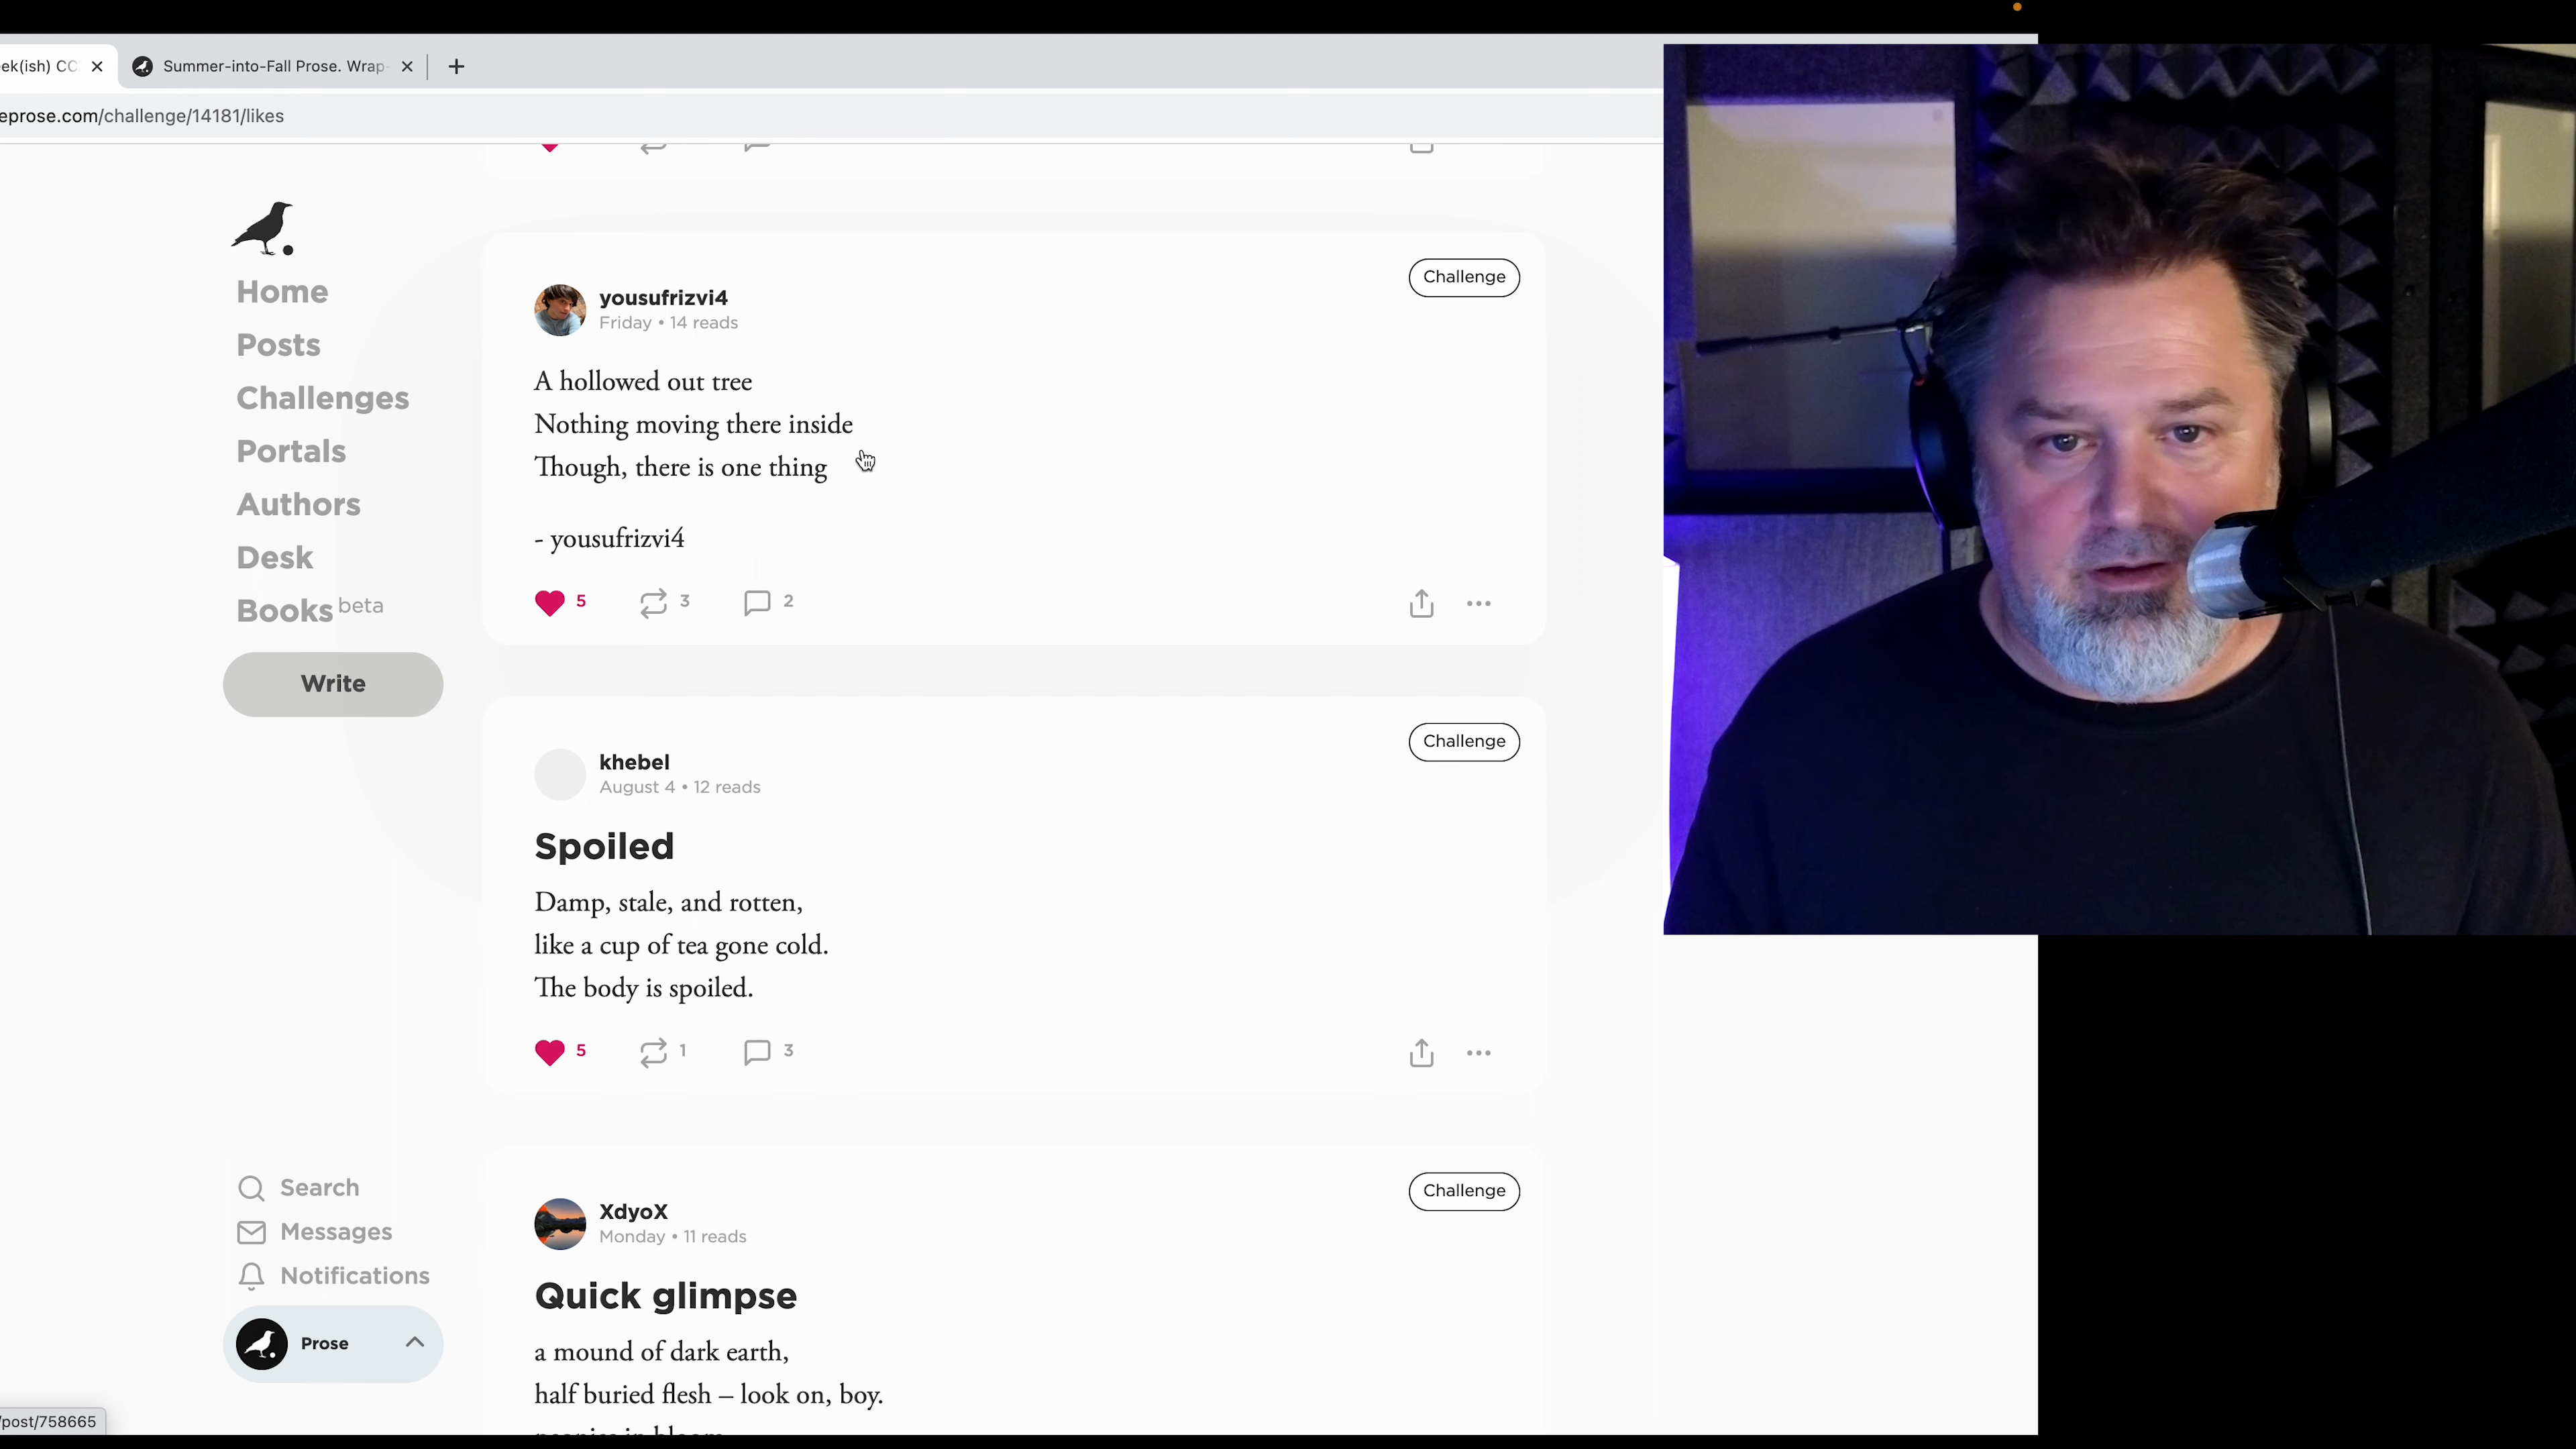 ek(ish) CC
Summer-into-Fall Prose. Wrap-
eprose.com/challenge/14181/likes
Home
Posts
Challenges
Portals
Authors
Desk
Books beta
Write
Search
Messages
Notifications
Prose
/post/758665
yousufrizvi4
Friday • 14 reads
Challenge
A hollowed out tree
Nothing moving there inside
Though, there is one thing
- yousufrizvi4
5 3 2
khebel
August 4 • 12 reads
Challenge
Spoiled
Damp, stale, and rotten,
like a cup of tea gone cold.
The body is spoiled.
5 1 3
XdyoX
Monday • 11 reads
Challenge
Quick glimpse
a mound of dark earth,
half buried flesh – look on, boy.